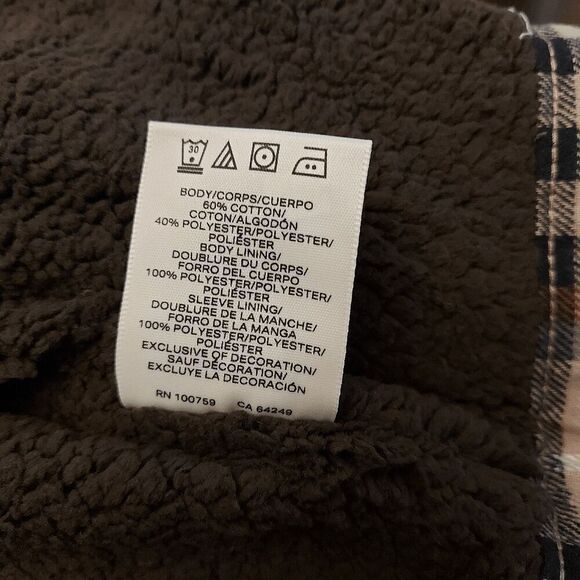 30
BODY/CORPS/CUERPO
60% COTTON/
COTON/ALGODÓN
40% POLYESTER/POLYESTER/
POLIÉSTER
BODY LINING/
DOUBLURE DU CORPS/
FORRO DEL CUERPO
100% POLYESTER/POLYESTER/
POLIÉSTER
SLEEVE LINING/
DOUBLURE DE LA MANCHE/
FORRO DE LA MANGA
100% POLYESTER/POLYESTER/
POLIÉSTER
EXCLUSIVE OF DECORATION/
SAUF DÉCORATION/
EXCLUYE LA DECORACIÓN
RN 100759 CA 64249